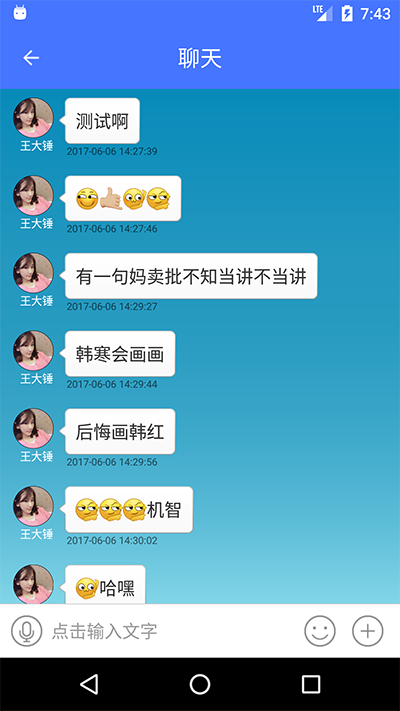 LTE 7:43
聊天
测试啊
王大锤
2017-06-06 14:27:39
王大锤
2017-06-06 14:27:46
有一句妈卖批不知当讲不当讲
王大锤
2017-06-06 14:29:27
韩寒会画画
王大锤
2017-06-06 14:29:44
后悔画韩红
王大锤
2017-06-06 14:29:56
机智
王大锤
2017-06-06 14:30:02
哈嘿
点击输入文字